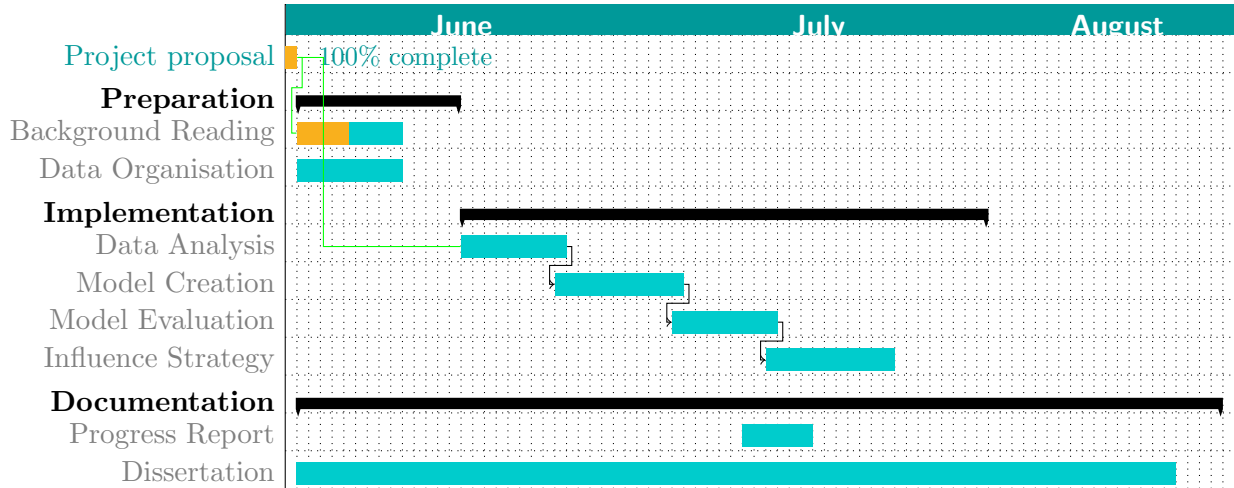 June July August
Project proposal 100% complete
Preparation
Background Reading
Data Organisation
Implementation
Data Analysis
Model Creation
Model Evaluation
Influence Strategy
Documentation
Progress Report
Dissertation